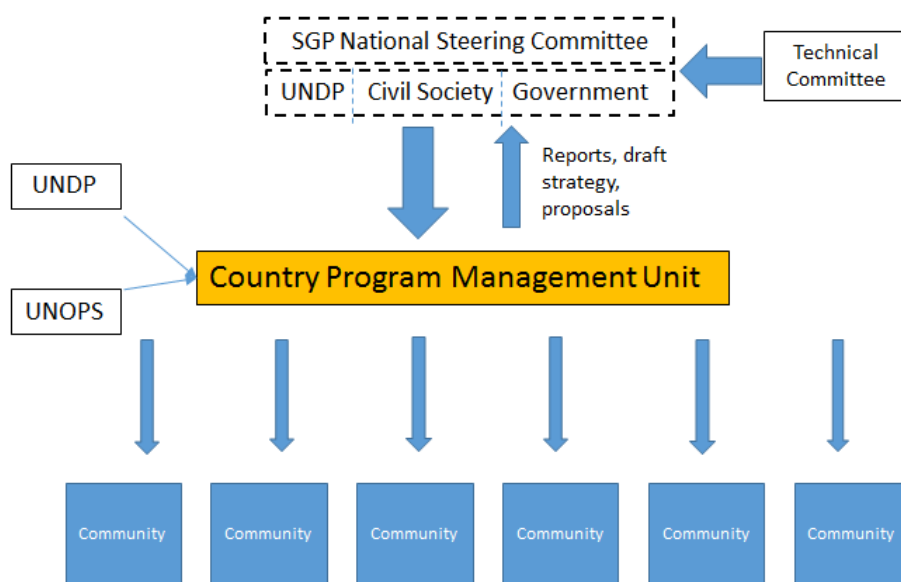 SGP National Steering Committee
UNDP Civil Society Government
Technical
Committee
Reports, draft
strategy,
proposals
UNDP
Country Program Management Unit
UNOPS
Community Community Community Community Community Community